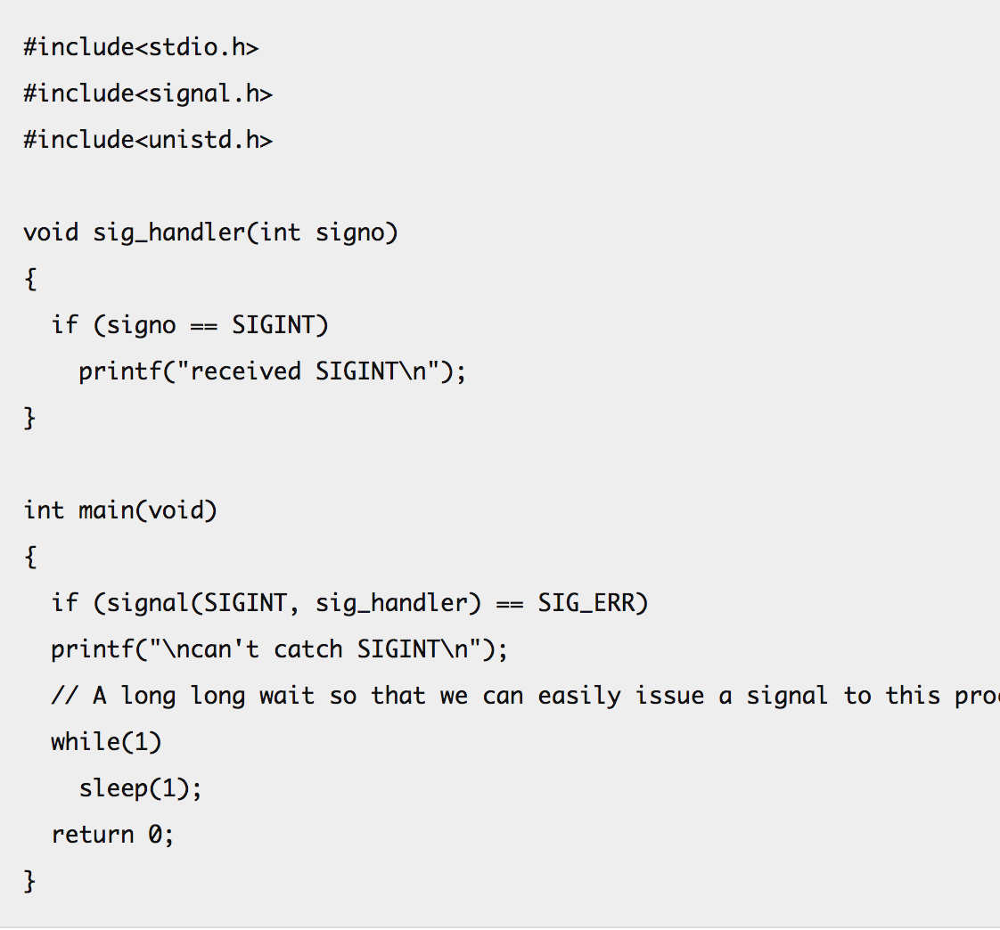 #include<stdio.h>
#include<signal.h>
#include<unistd.h>

void sig_handler(int signo)
{
  if (signo == SIGINT)
    printf("received SIGINT\n");
}

int main(void)
{
  if (signal(SIGINT, sig_handler) == SIG_ERR)
  printf("\ncan't catch SIGINT\n");
  // A long long wait so that we can easily issue a signal to this
  while(1)
    sleep(1);
  return 0;
}